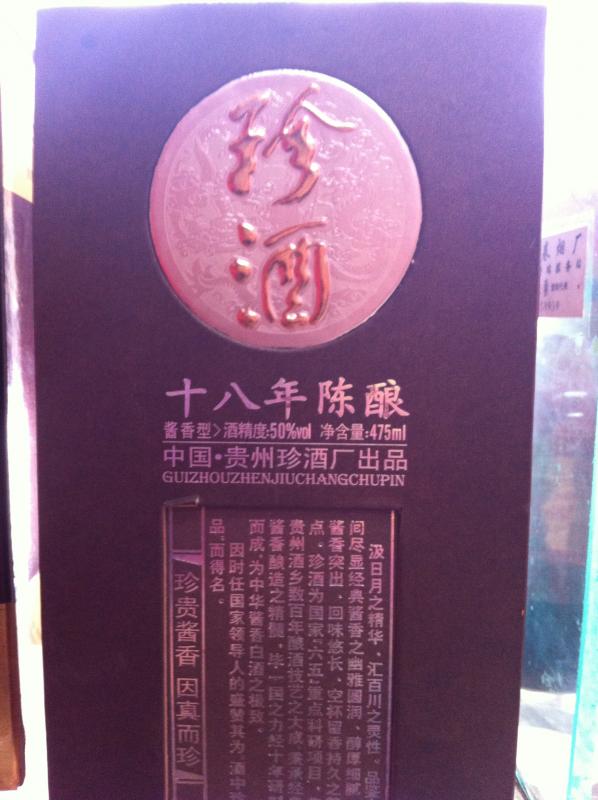 珍
酒
十八年陈酿
酱香型>酒精度:50%vol 净含量:475ml
中国·贵州珍酒厂出品
GUIZHOUZHENJIUCHANGCHUPIN
汲日月之精华、汇百川之灵性。品鉴
间尽显经典酱香之幽雅圆润、醇厚细腻
酱香突出、回味悠长、空杯留香持久之
点。珍酒为国家“六五”重点科研项目,
贵州酒乡数百年酿酒技艺之大成,秉承经
酱香酿造之精髓,毕一国之力经十年研
而成,为中华酱香白酒之极致。
因时任国家领导人的盛赞其为“酒中
品”而得名。
珍贵酱香 因真而珍